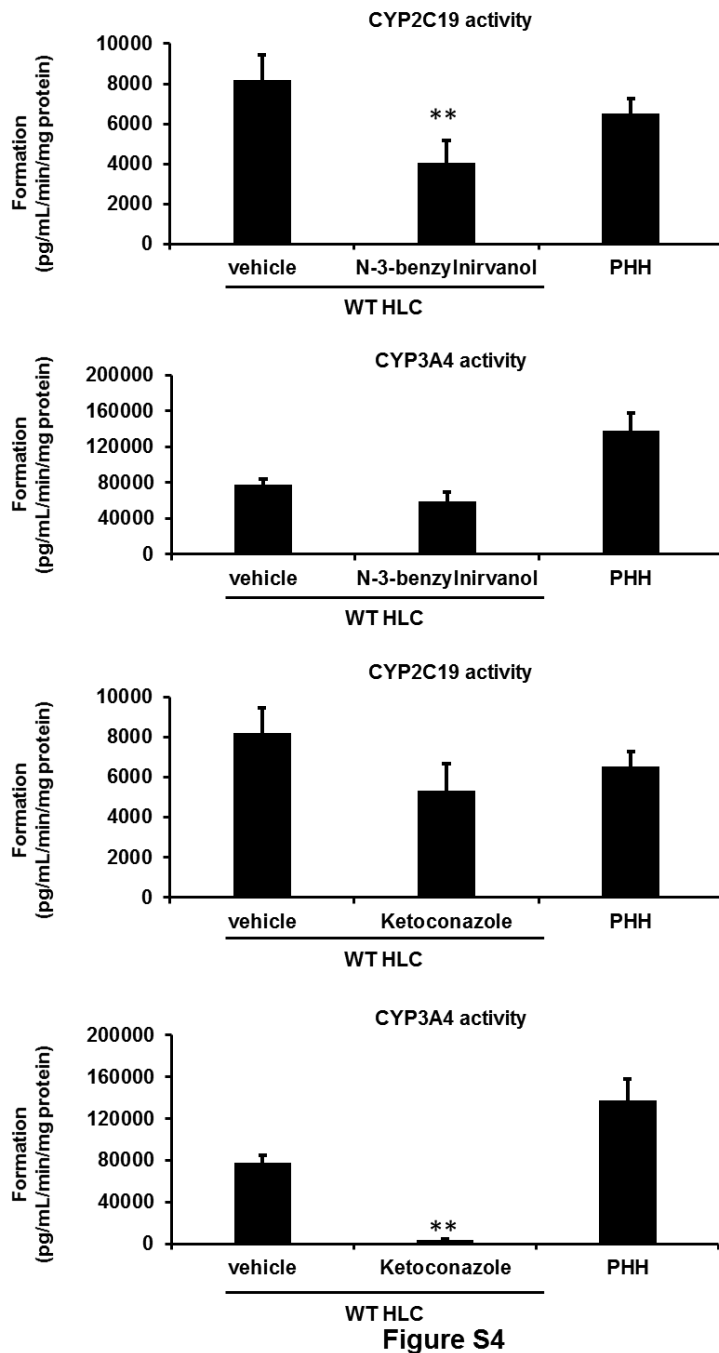 CYP2C19 activity
Formation
(pg/mL/min/mg protein)
10000
8000
6000
4000
2000
0
**
vehicle N-3-benzylnirvanol PHH
WT HLC
CYP3A4 activity
Formation
(pg/mL/min/mg protein)
200000
160000
120000
80000
40000
0
vehicle N-3-benzylnirvanol PHH
WT HLC
CYP2C19 activity
Formation
(pg/mL/min/mg protein)
10000
8000
6000
4000
2000
0
vehicle Ketoconazole PHH
WT HLC
CYP3A4 activity
Formation
(pg/mL/min/mg protein)
200000
160000
120000
80000
40000
0
**
vehicle Ketoconazole PHH
WT HLC
Figure S4